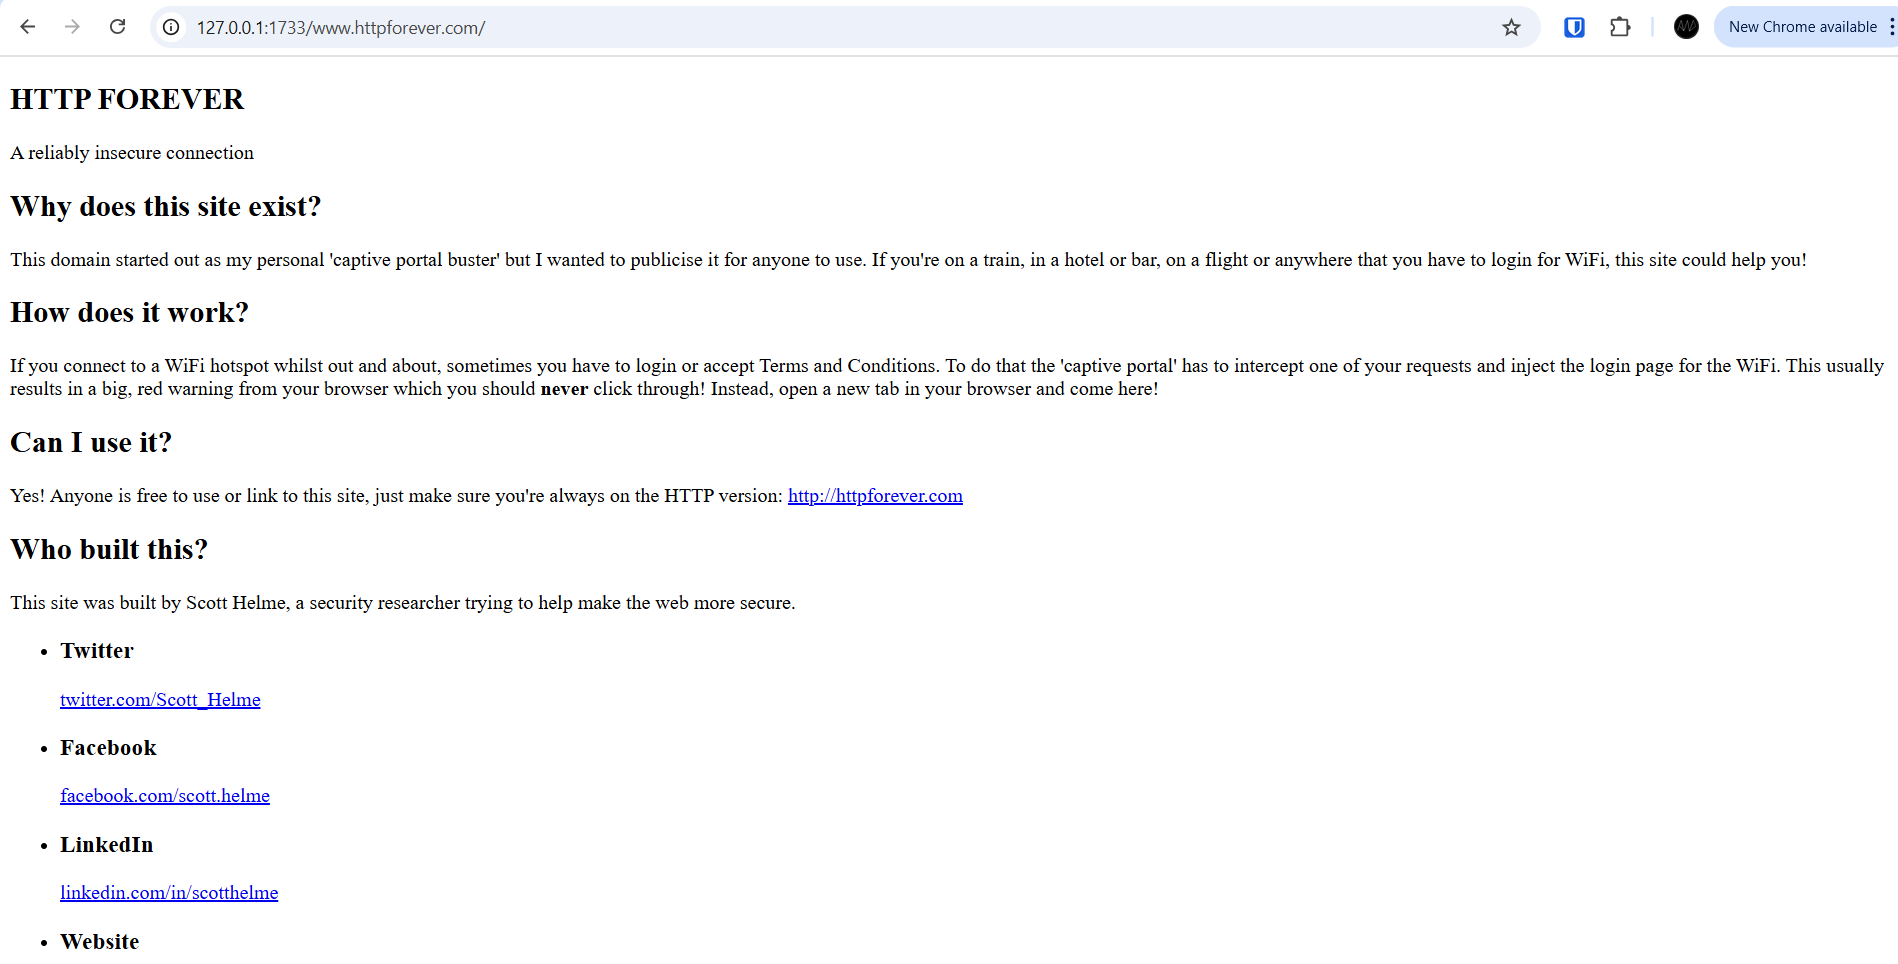 127.0.0.1:1733/www.httpforever.com/
New Chrome available
HTTP FOREVER
A reliably insecure connection
Why does this site exist?
This domain started out as my personal 'captive portal buster' but I wanted to publicise it for anyone to use. If you're on a train, in a hotel or bar, on a flight or anywhere that you have to login for WiFi, this site could help you!
How does it work?
If you connect to a WiFi hotspot whilst out and about, sometimes you have to login or accept Terms and Conditions. To do that the 'captive portal' has to intercept one of your requests and inject the login page for the WiFi. This usually
results in a big, red warning from your browser which you should never click through! Instead, open a new tab in your browser and come here!
Can I use it?
Yes! Anyone is free to use or link to this site, just make sure you're always on the HTTP version: http://httpforever.com
Who built this?
This site was built by Scott Helme, a security researcher trying to help make the web more secure.
Twitter
twitter.com/Scott_Helme
Facebook
facebook.com/scott.helme
LinkedIn
linkedin.com/in/scotthelme
Website